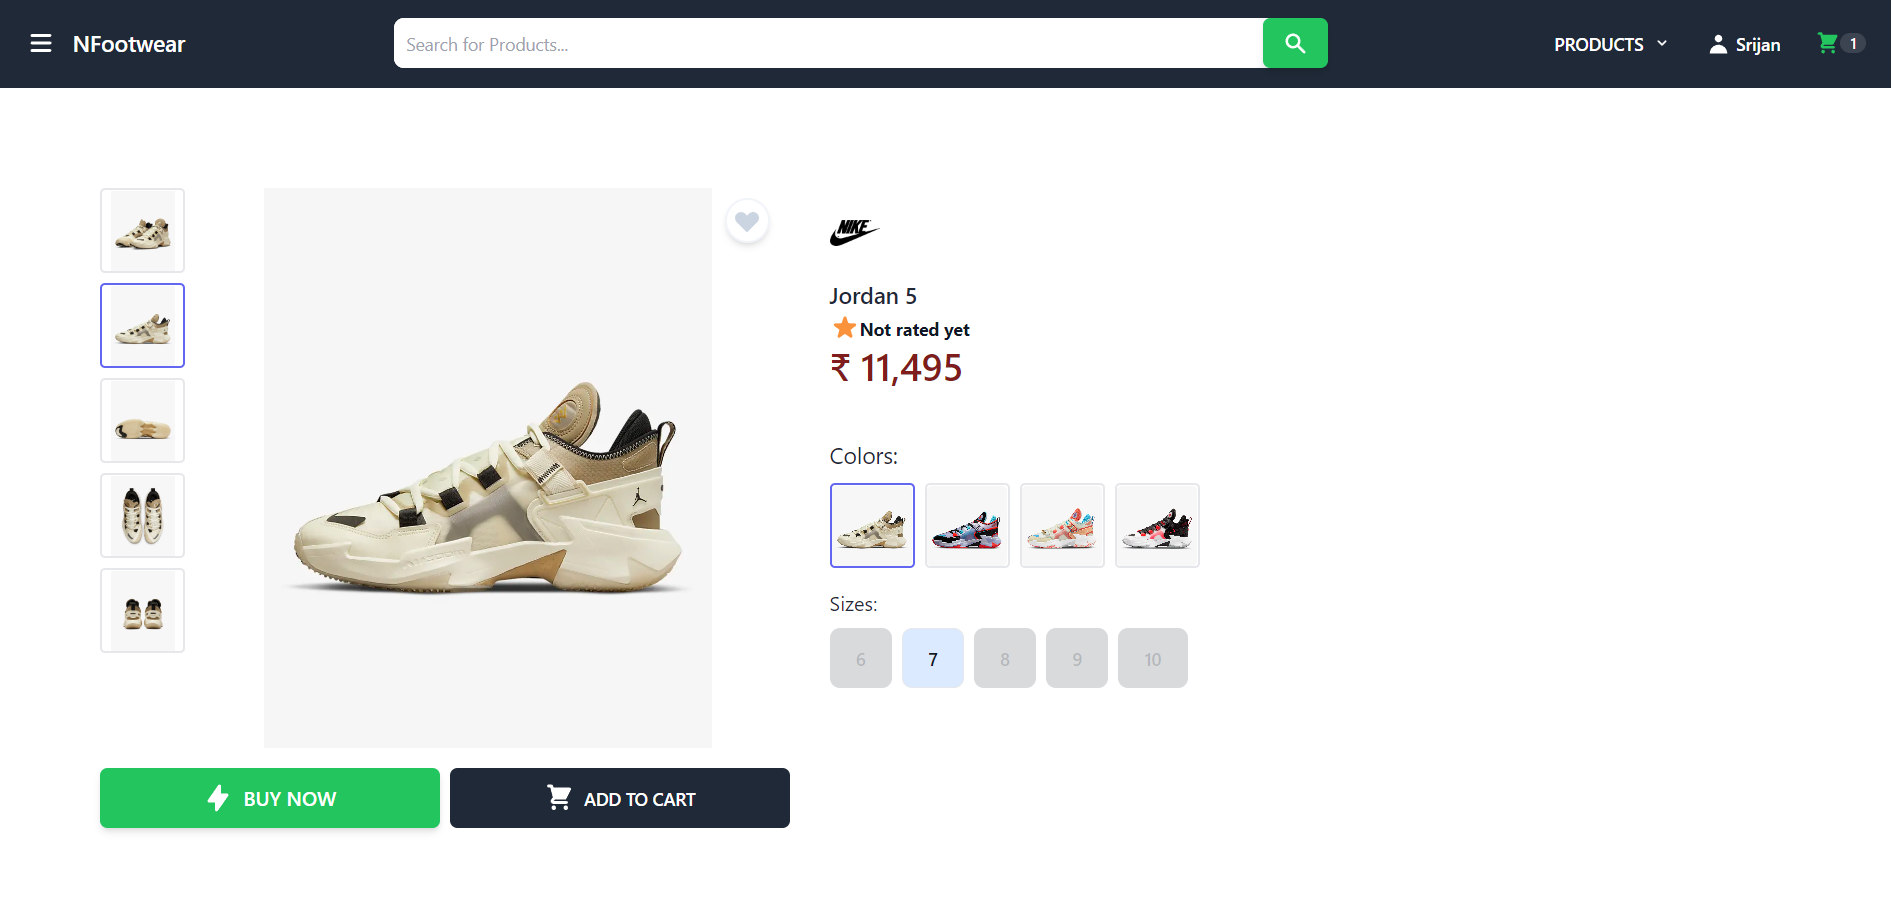 NFootwear
Search for Products...
PRODUCTS
Srijan
1
NIKE
Jordan 5
Not rated yet
₹ 11,495
Colors:
Sizes:
6 7 8 9 10
BUY NOW
ADD TO CART